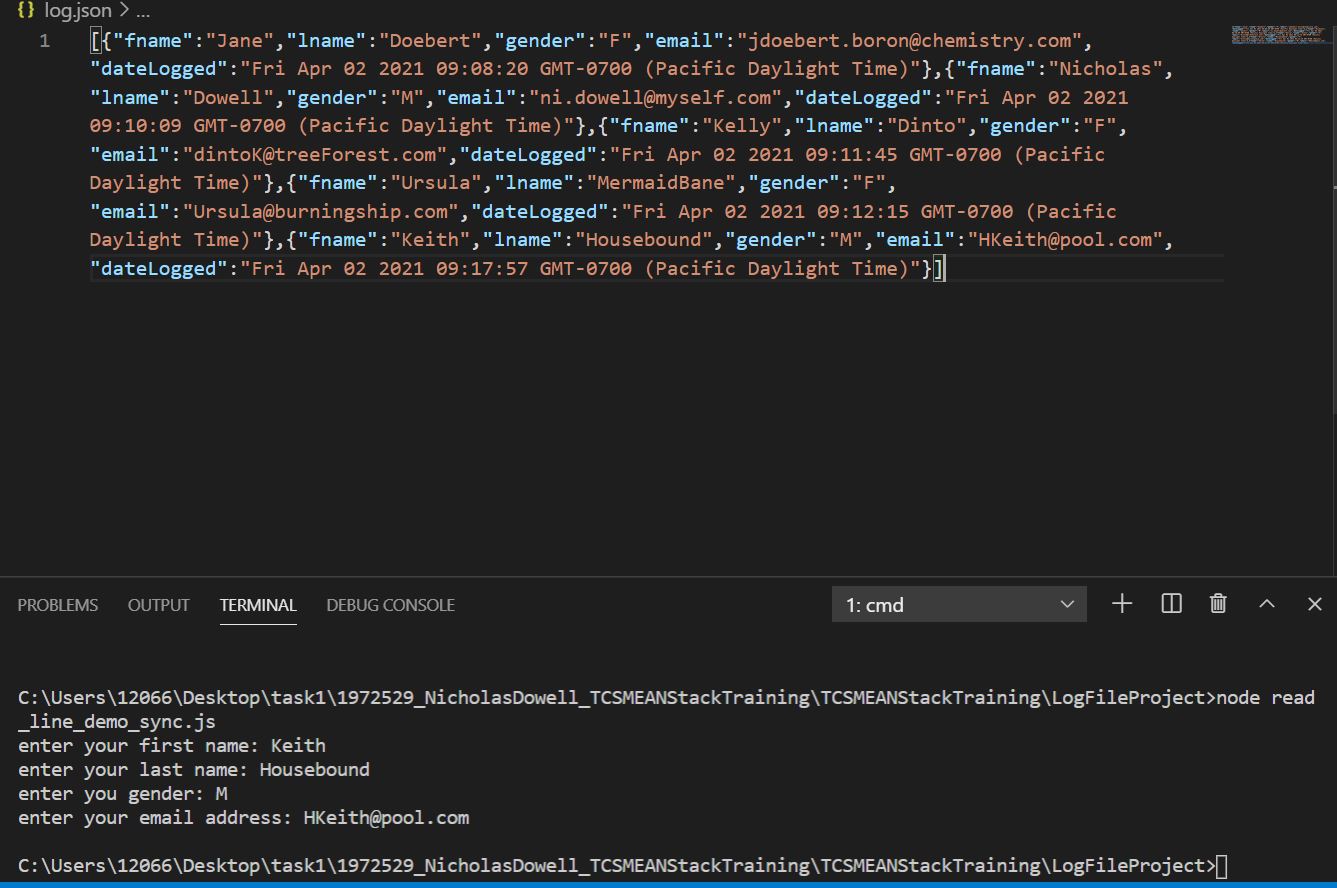 {} log.json > ...
1 [{"fname":"Jane","lname":"Doebert","gender":"F","email":"jdoebert.boron@chemistry.com",
"dateLogged":"Fri Apr 02 2021 09:08:20 GMT-0700 (Pacific Daylight Time)"},{"fname":"Nicholas",
"lname":"Dowell","gender":"M","email":"ni.dowell@myself.com","dateLogged":"Fri Apr 02 2021
09:10:09 GMT-0700 (Pacific Daylight Time)"},{"fname":"Kelly","lname":"Dinto","gender":"F",
"email":"dintoK@treeForest.com","dateLogged":"Fri Apr 02 2021 09:11:45 GMT-0700 (Pacific
Daylight Time)"},{"fname":"Ursula","lname":"MermaidBane","gender":"F",
"email":"Ursula@burningship.com","dateLogged":"Fri Apr 02 2021 09:12:15 GMT-0700 (Pacific
Daylight Time)"},{"fname":"Keith","lname":"Housebound","gender":"M","email":"HKeith@pool.com",
"dateLogged":"Fri Apr 02 2021 09:17:57 GMT-0700 (Pacific Daylight Time)"}]
PROBLEMS OUTPUT TERMINAL DEBUG CONSOLE 1: cmd
C:\Users\12066\Desktop\task1\1972529_NicholasDowell_TCSMEANStackTraining\TCSMEANStackTraining\LogFileProject>node read
_line_demo_sync.js
enter your first name: Keith
enter your last name: Housebound
enter you gender: M
enter your email address: HKeith@pool.com
C:\Users\12066\Desktop\task1\1972529_NicholasDowell_TCSMEANStackTraining\TCSMEANStackTraining\LogFileProject>